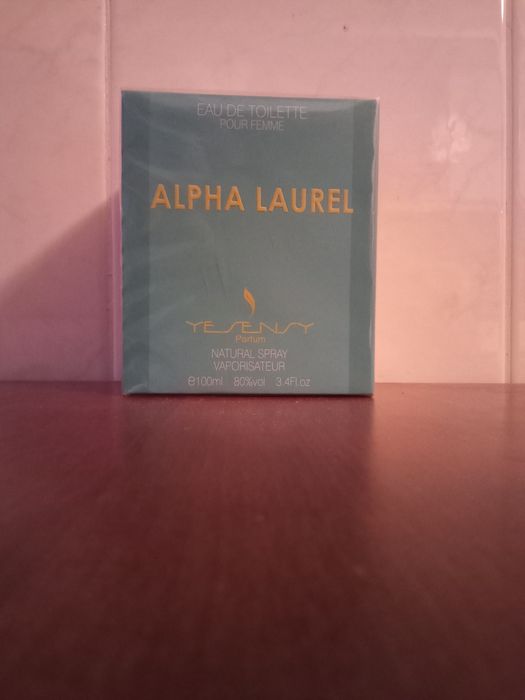 EAU DE TOILETTE
POUR FEMME
ALPHA LAUREL
YESENSY
Parfum
NATURAL SPRAY
VAPORISATEUR
℮100ml 80%vol 3.4Fl.oz